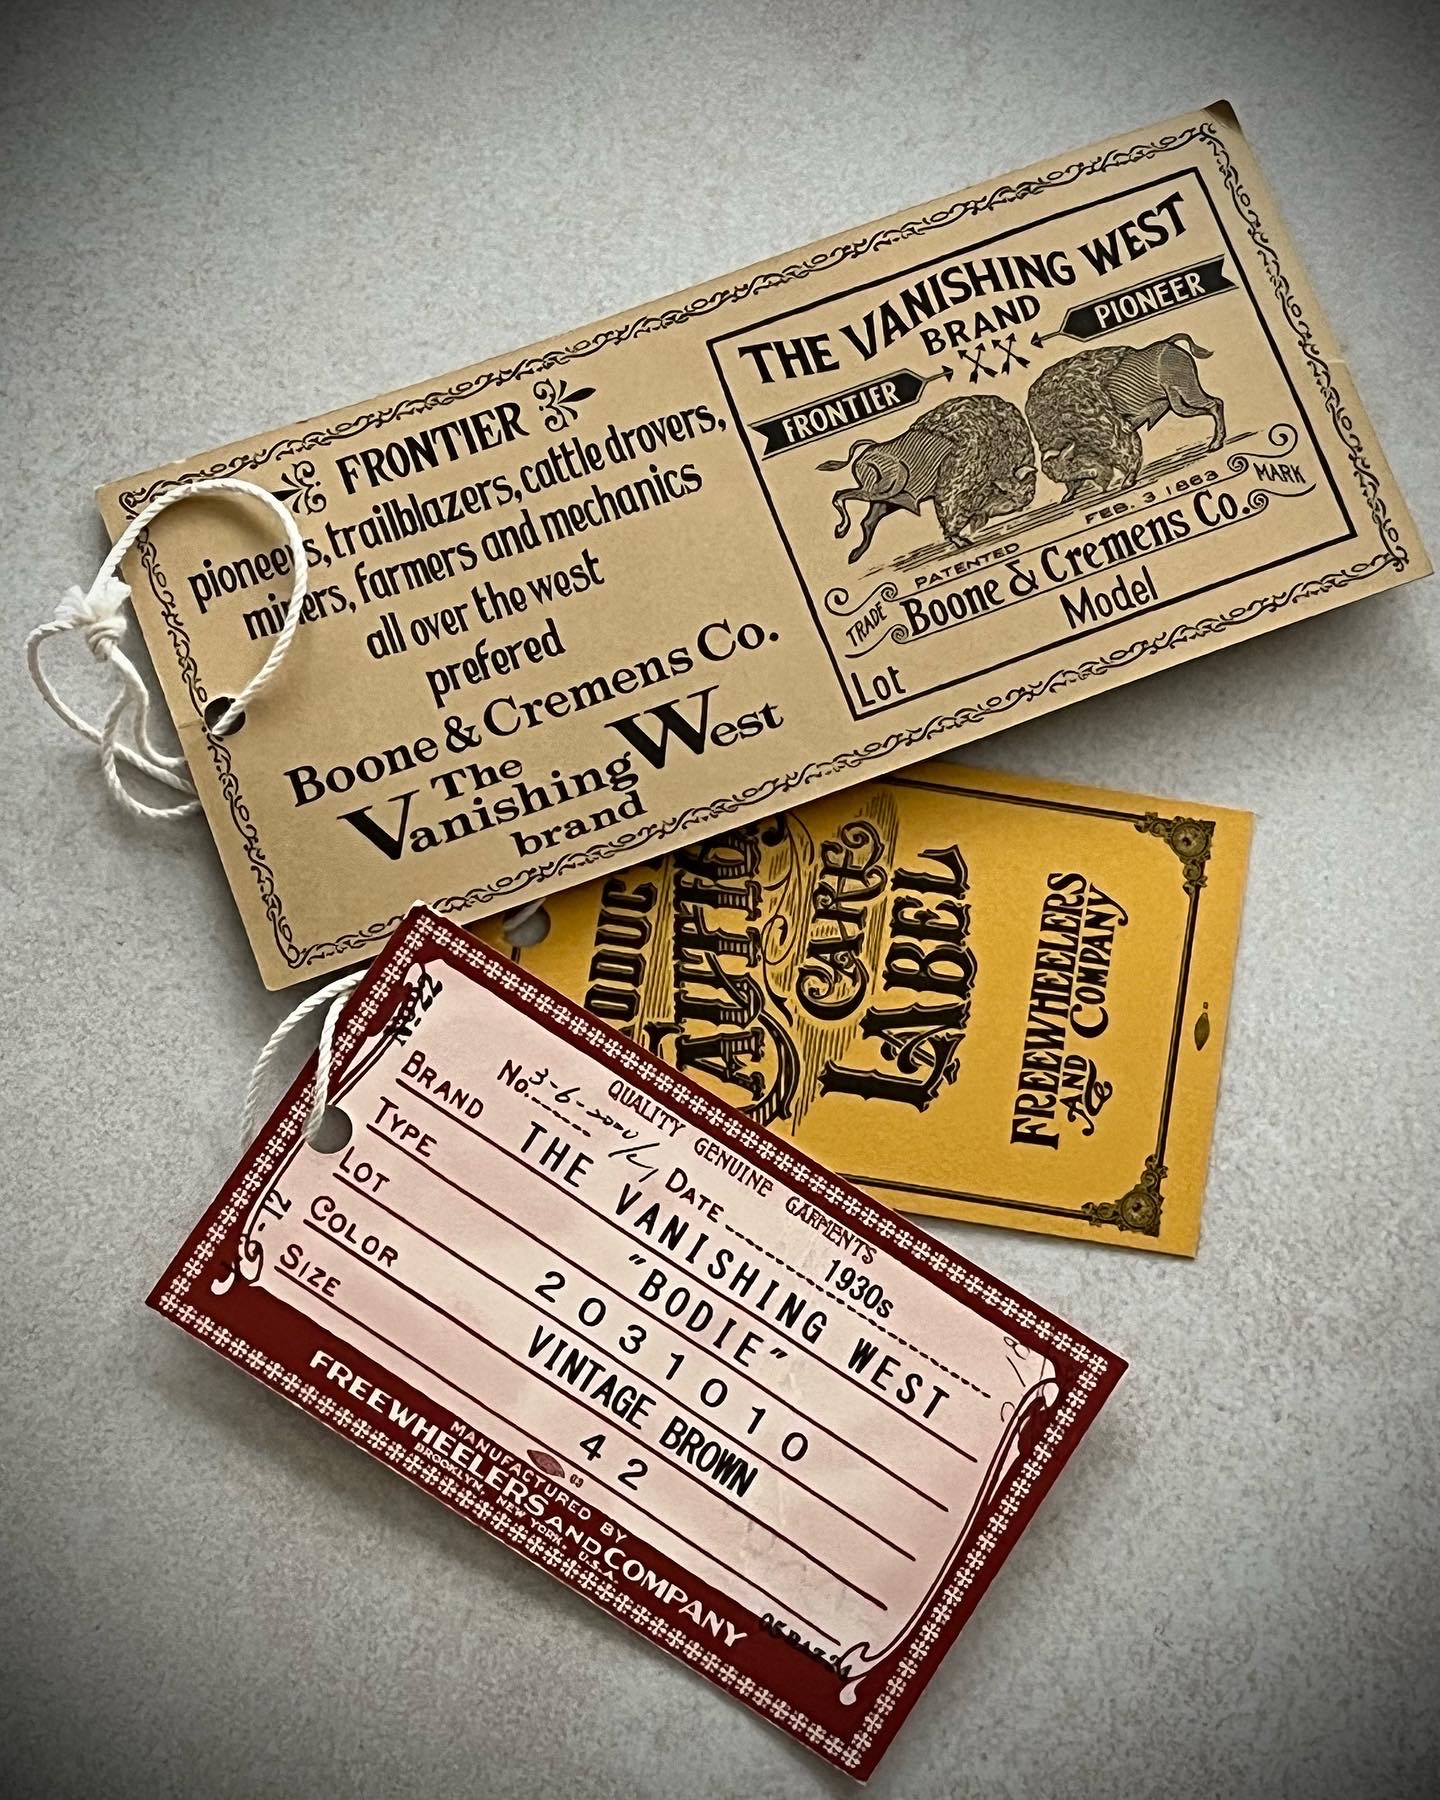 FRONTIER
pioneers, trailblazers, cattle drovers,
miners, farmers and mechanics
all over the west
prefered
Boone & Cremens Co.
The
Vanishing West
brand
THE VANISHING WEST
BRAND
FRONTIER
PIONEER
PATENTED FEB. 3 1863
TRADE MARK
Boone & Cremens Co.
Model
Lot
CARE
LABEL
FREEWHEELERS
AND COMPANY
QUALITY GENUINE GARMENTS
No. DATE 1930s
BRAND THE VANISHING WEST
TYPE "BODIE"
LOT 2031010
COLOR VINTAGE BROWN
SIZE 42
MANUFACTURED BY
FREEWHEELERS AND COMPANY
BROOKLYN NEW YORK U.S.A.